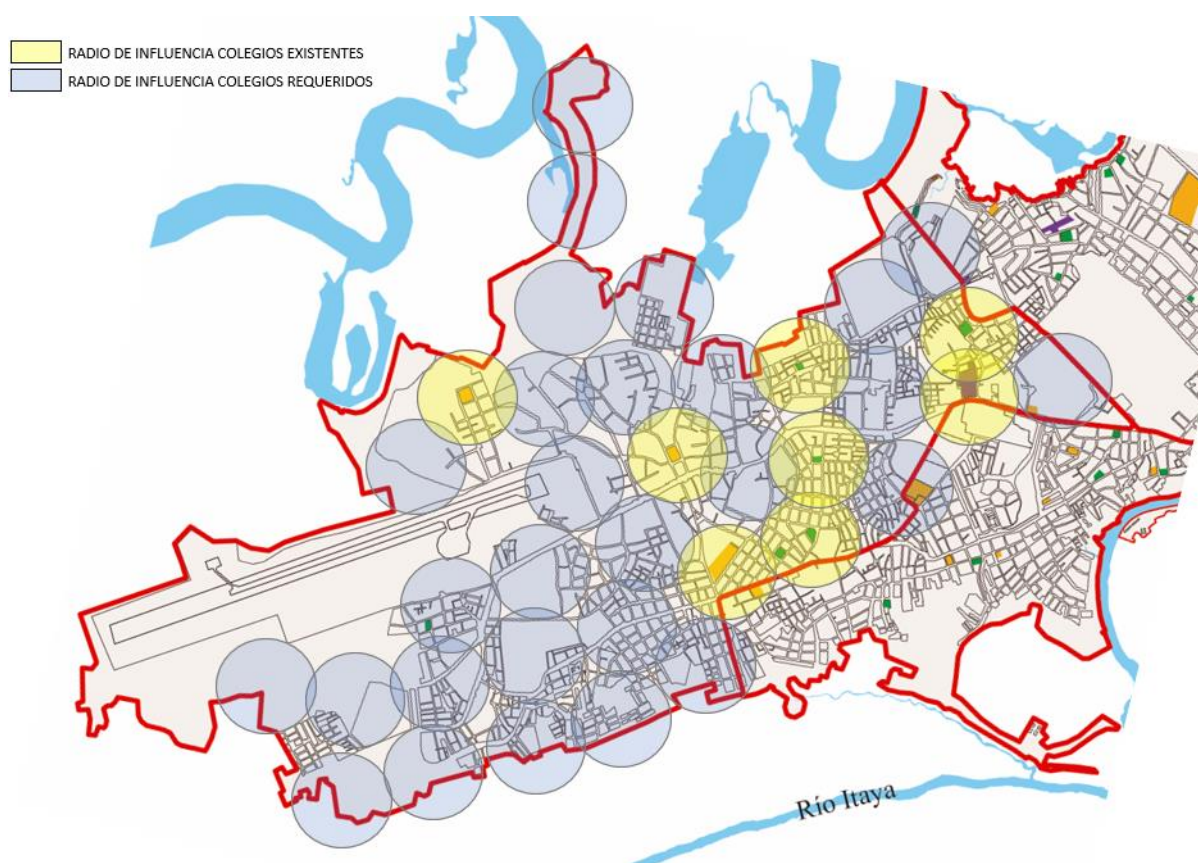 RADIO DE INFLUENCIA COLEGIOS EXISTENTES
RADIO DE INFLUENCIA COLEGIOS REQUERIDOS
Río Itaya